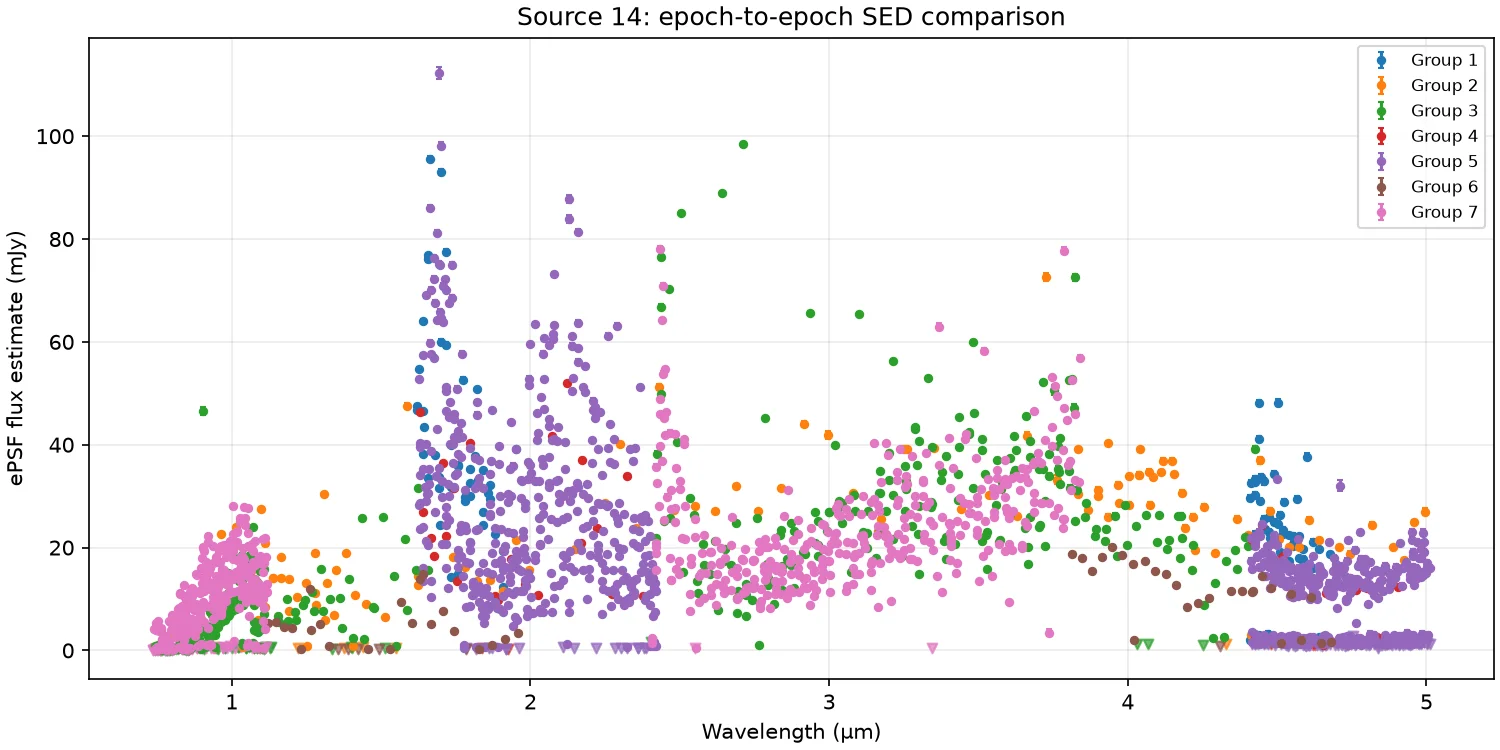 Source 14: epoch-to-epoch SED comparison
ePSF flux estimate (mJy)
100
80
60
40
20
0
1
2
3
4
5
Wavelength (μm)
Group 1
Group 2
Group 3
Group 4
Group 5
Group 6
Group 7